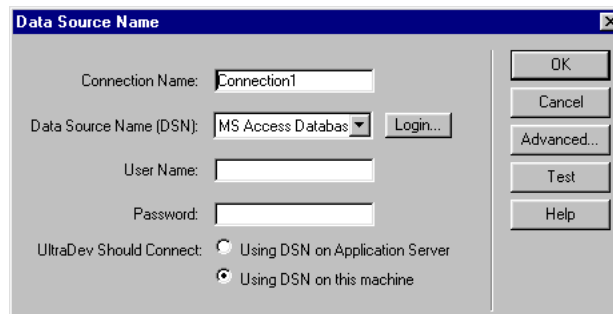 Data Source Name
Connection Name: Connection1
Data Source Name (DSN): MS Access Databas Login...
User Name:
Password:
UltraDev Should Connect: Using DSN on Application Server
Using DSN on this machine
OK
Cancel
Advanced...
Test
Help